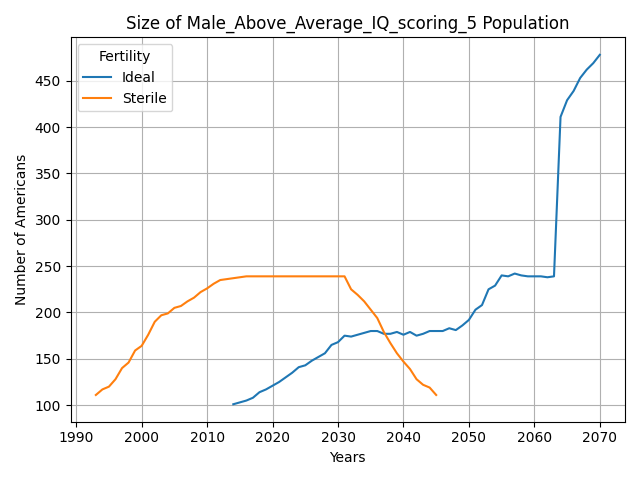 Size of Male_Above_Average_IQ_scoring_5 Population
Number of Americans
450
400
350
300
250
200
150
100
Fertility
Ideal
Sterile
1990 2000 2010 2020 2030 2040 2050 2060 2070
Years